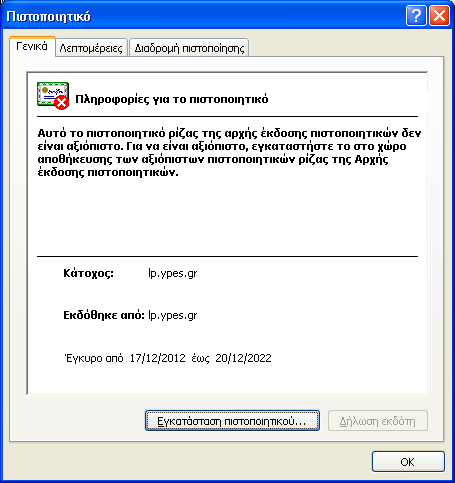 Πιστοποιητικό
Γενικά Λεπτομέρειες Διαδρομή πιστοποίησης
Πληροφορίες για το πιστοποιητικό
Αυτό το πιστοποιητικό ρίζας της αρχής έκδοσης πιστοποιητικών δεν
είναι αξιόπιστο. Για να είναι αξιόπιστο, εγκαταστήστε το στο χώρο
αποθήκευσης των αξιόπιστων πιστοποιητικών ρίζας της Αρχής
έκδοσης πιστοποιητικών.
Κάτοχος: lp.ypes.gr
Εκδόθηκε από: lp.ypes.gr
Έγκυρο από 17/12/2012 έως 20/12/2022
Εγκατάσταση πιστοποιητικού... Δήλωση εκδότη
OK